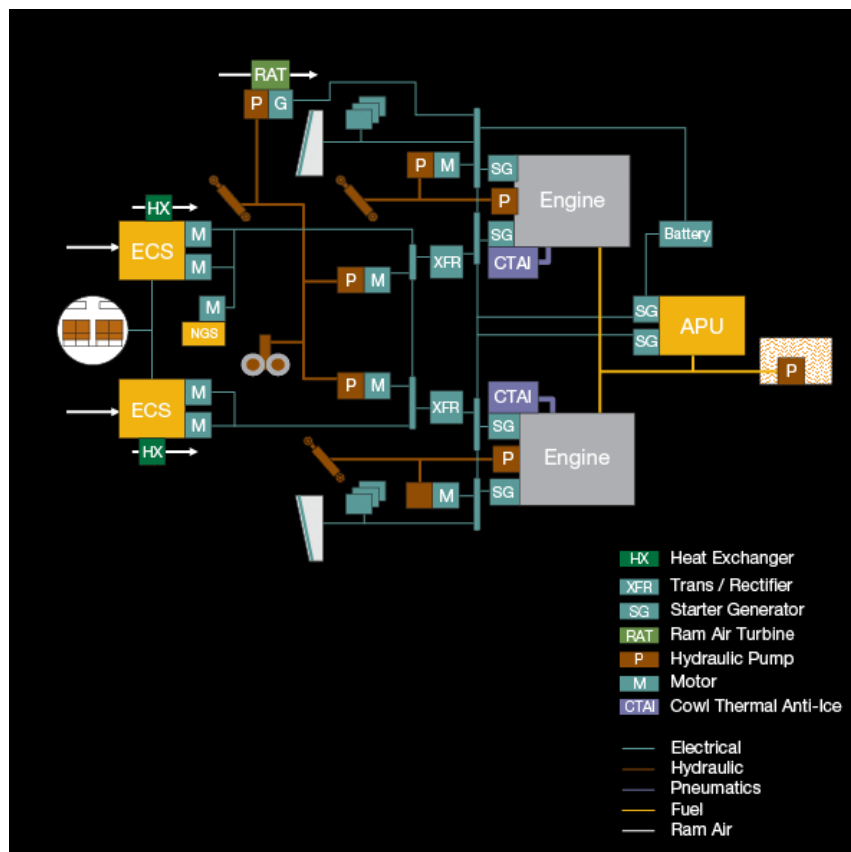 RAT
P G
P M
SG
Engine
P
HX
M
SG
ECS
XFR
CTAI
Battery
M
P M
M
SG
NGS
APU
SG
P
P M
CTAI
ECS
M
XFR
SG
M
HX
P
Engine
M
SG
HX Heat Exchanger
XFR Trans / Rectifier
SG Starter Generator
RAT Ram Air Turbine
P Hydraulic Pump
M Motor
CTAI Cowl Thermal Anti-Ice
Electrical
Hydraulic
Pneumatics
Fuel
Ram Air